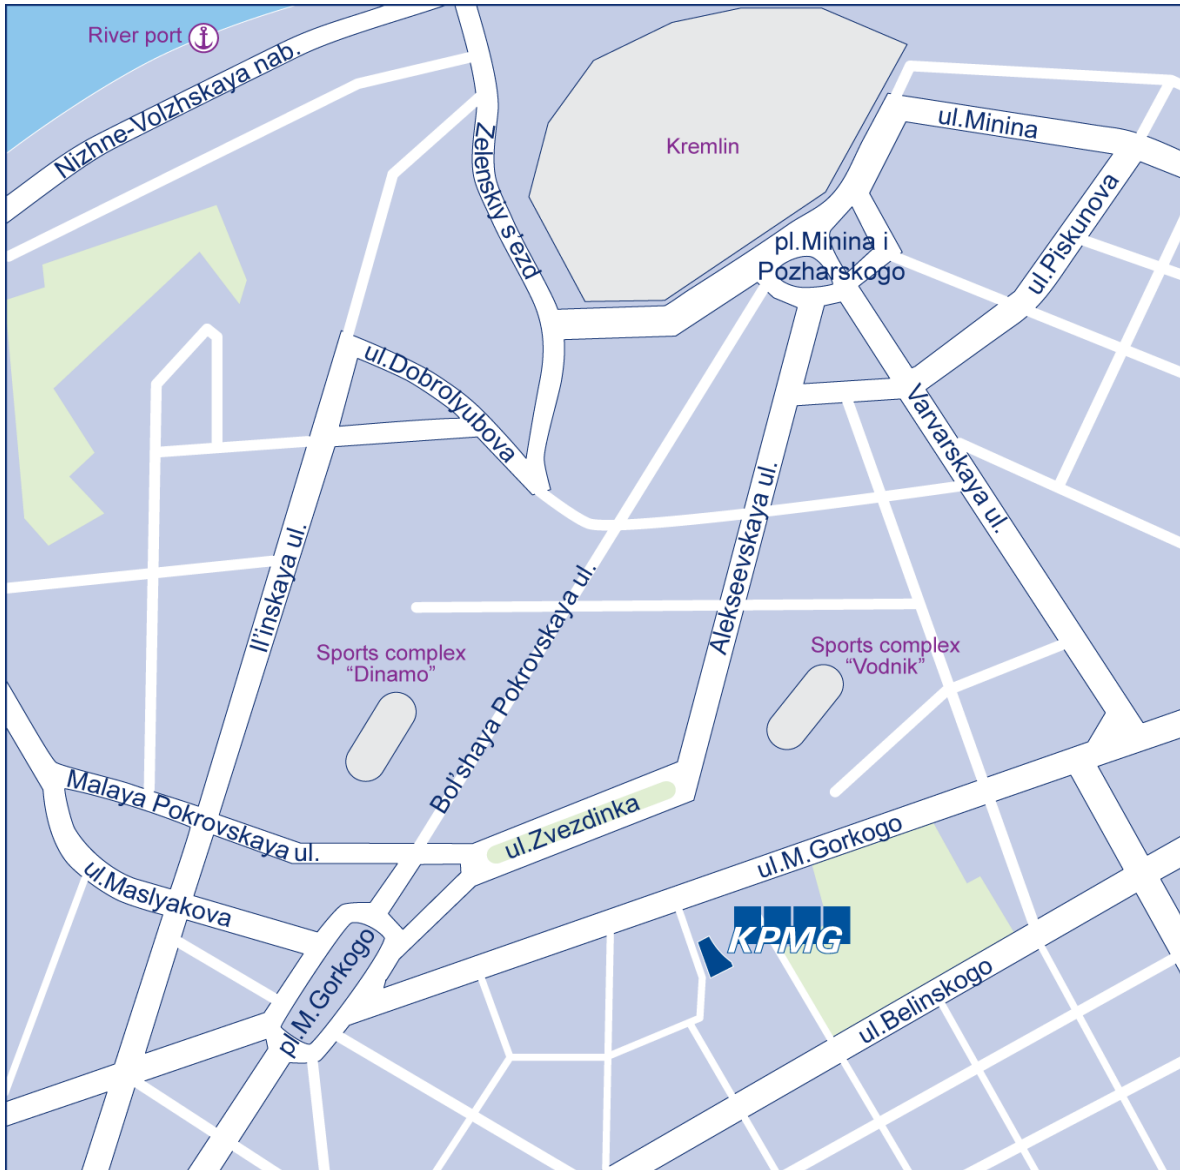 River port
Nizhne-Volzhskaya nab.
Zelenskiy s'ezd
Kremlin
ul.Minina
pl.Minina i
Pozharskogo
ul.Piskunova
ul.Dobrolyubova
Varvarskaya ul.
Il'inskaya ul.
Bol'shaya Pokrovskaya ul.
Alekseevskaya ul.
Sports complex
“Dinamo”
Sports complex
“Vodnik”
Malaya Pokrovskaya ul.
ul.Zvezdinka
ul.M.Gorkogo
ul.Maslyakova
KPMG
pl.M.Gorkogo
ul.Belinskogo